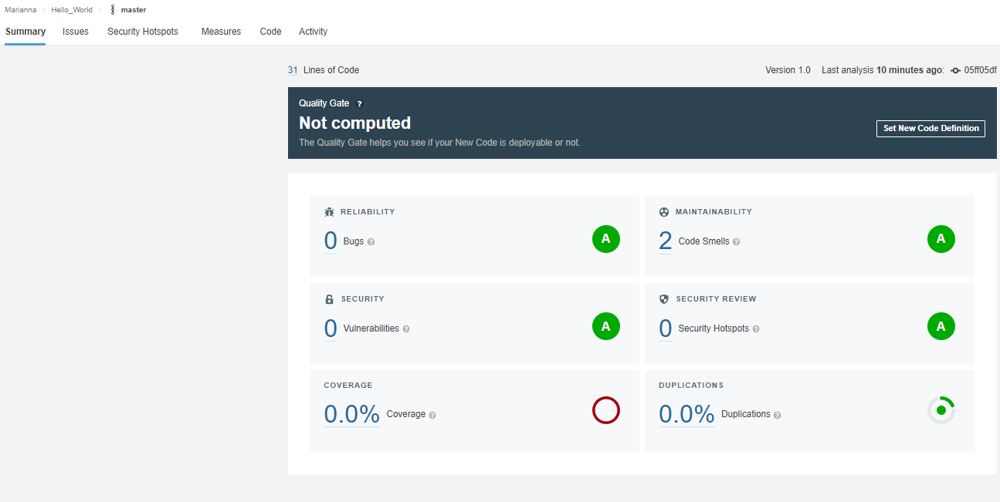 Marianna / Hello_World / master
Summary Issues Security Hotspots Measures Code Activity
31 Lines of Code
Version 1.0 Last analysis 10 minutes ago: 05ff05df
Quality Gate ?
Not computed
The Quality Gate helps you see if your New Code is deployable or not.
Set New Code Definition
RELIABILITY
0 Bugs ?
A
MAINTAINABILITY
2 Code Smells ?
A
SECURITY
0 Vulnerabilities ?
A
SECURITY REVIEW
0 Security Hotspots ?
A
COVERAGE
0.0% Coverage ?
DUPLICATIONS
0.0% Duplications ?